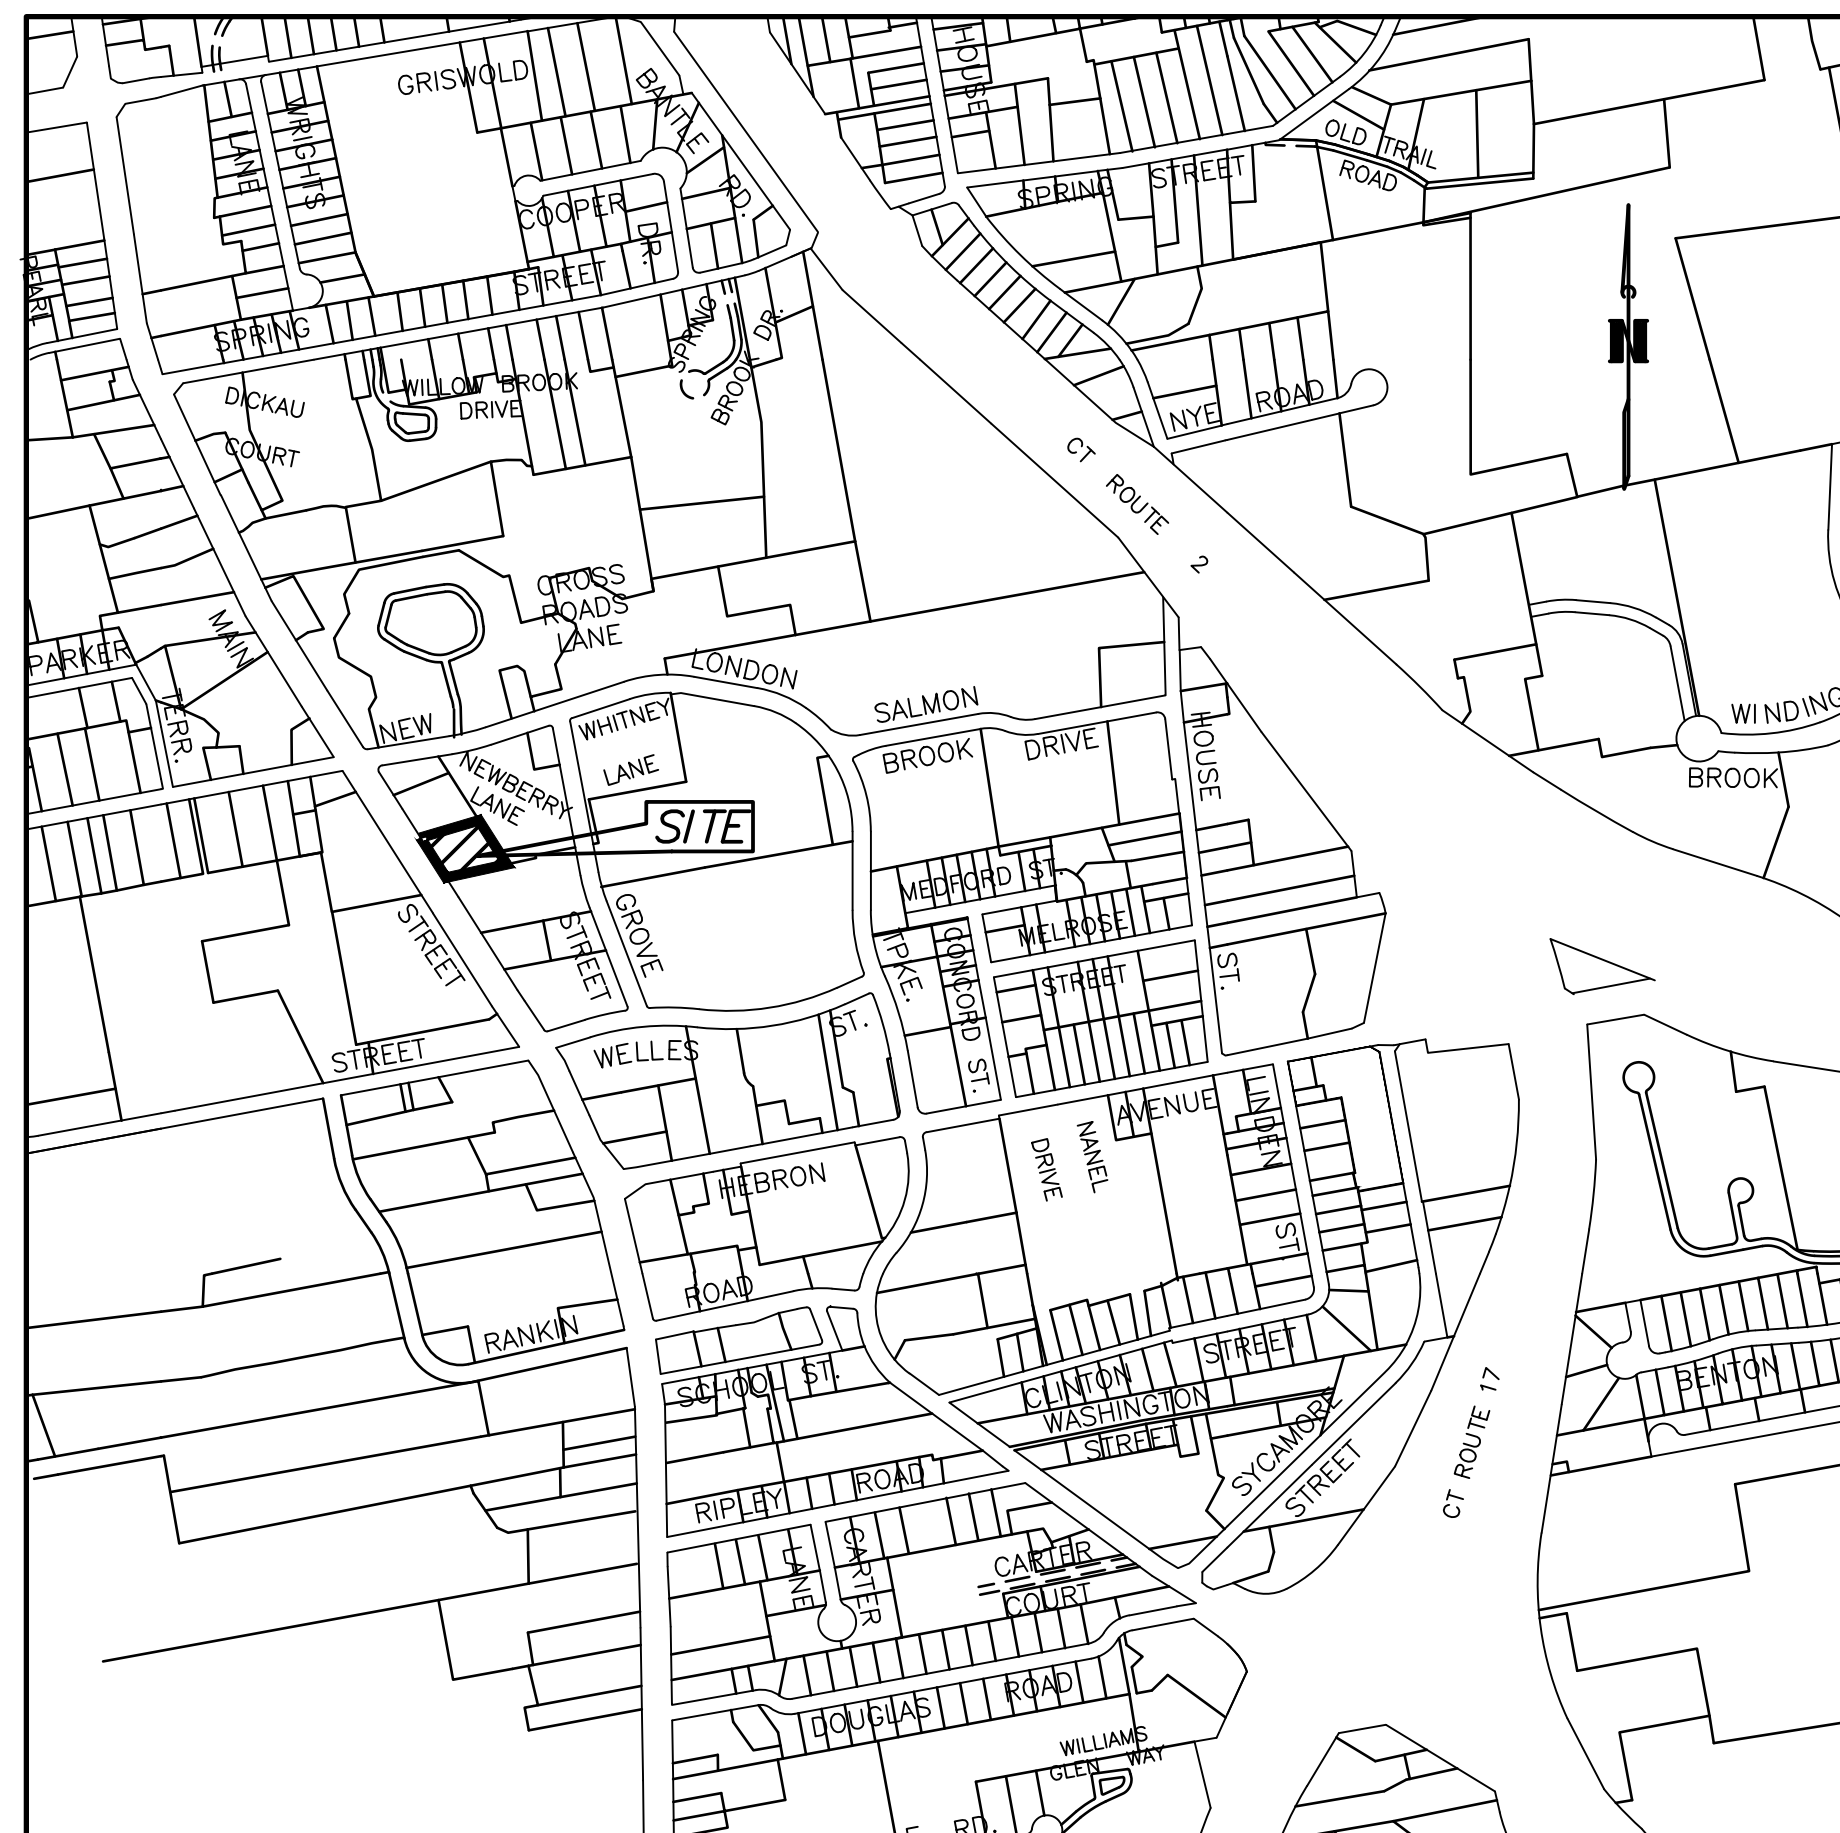 HOUSE
GRISWOLD
BANTLE
RD.
WRIGHTS
LANE
OLD TRAIL
ROAD
SPRING STREET
COOPER
DR.
PEARL
SPRING STREET
SPRING
BROOK DR.
C
N
DICKAU
COURT
WILLOW BROOK
DRIVE
NYE ROAD
CT ROUTE 2
CROSS
ROADS
LANE
MAIN
PARKER
TERR.
NEW
LONDON
WHITNEY
LANE
SALMON
BROOK DRIVE
HOUSE
WINDING
BROOK
NEWBERRY
LANE
SITE
MEDFORD ST.
MELROSE
STREET
STREET
STREET
GROVE
TPKE.
CONCORD ST.
ST.
ST.
STREET
WELLES
AVENUE
LINDEN
ST.
NANEL
DRIVE
HEBRON
ROAD
RANKIN
SCHOOL ST.
STREET
CLINTON
WASHINGTON
STREET
SYCAMORE
STREET
CT ROUTE 17
BENTON
RIPLEY ROAD
CARTER
LANE
CARTER
COURT
DOUGLAS ROAD
WILLIAMS
GLEN WAY
RD.